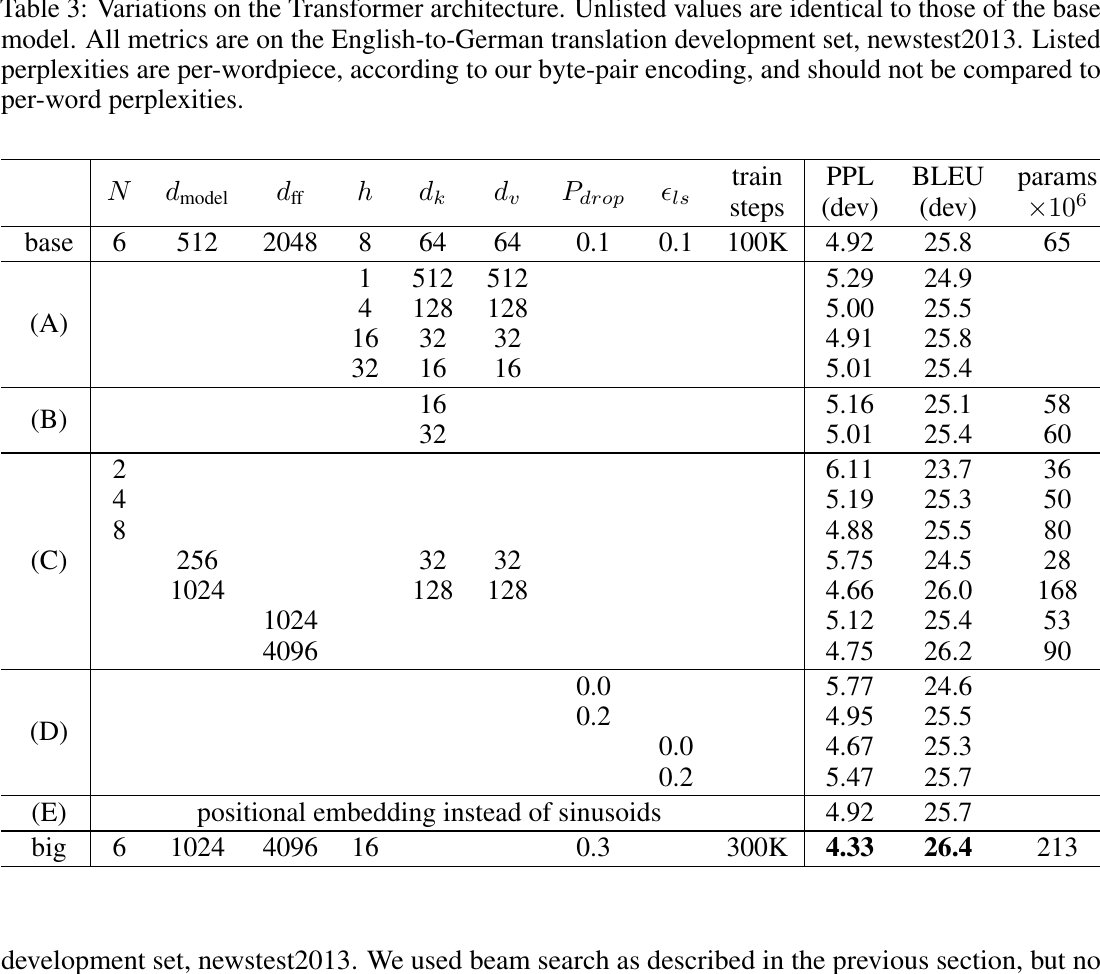 Table 3: Variations on the Transformer architecture. Unlisted values are identical to those of the base
model. All metrics are on the English-to-German translation development set, newstest2013. Listed
perplexities are per-wordpiece, according to our byte-pair encoding, and should not be compared to
per-word perplexities.
N d_model d_ff h d_k d_v P_drop ϵ_ls train steps PPL (dev) BLEU (dev) params ×10^6
base 6 512 2048 8 64 64 0.1 0.1 100K 4.92 25.8 65
(A)
1 512 512 5.29 24.9
4 128 128 5.00 25.5
16 32 32 4.91 25.8
32 16 16 5.01 25.4
(B)
16 5.16 25.1 58
32 5.01 25.4 60
(C)
2 6.11 23.7 36
4 5.19 25.3 50
8 4.88 25.5 80
256 32 32 5.75 24.5 28
1024 128 128 4.66 26.0 168
1024 5.12 25.4 53
4096 4.75 26.2 90
(D)
0.0 5.77 24.6
0.2 4.95 25.5
0.0 4.67 25.3
0.2 5.47 25.7
(E) positional embedding instead of sinusoids 4.92 25.7
big 6 1024 4096 16 0.3 300K 4.33 26.4 213
development set, newstest2013. We used beam search as described in the previous section, but no